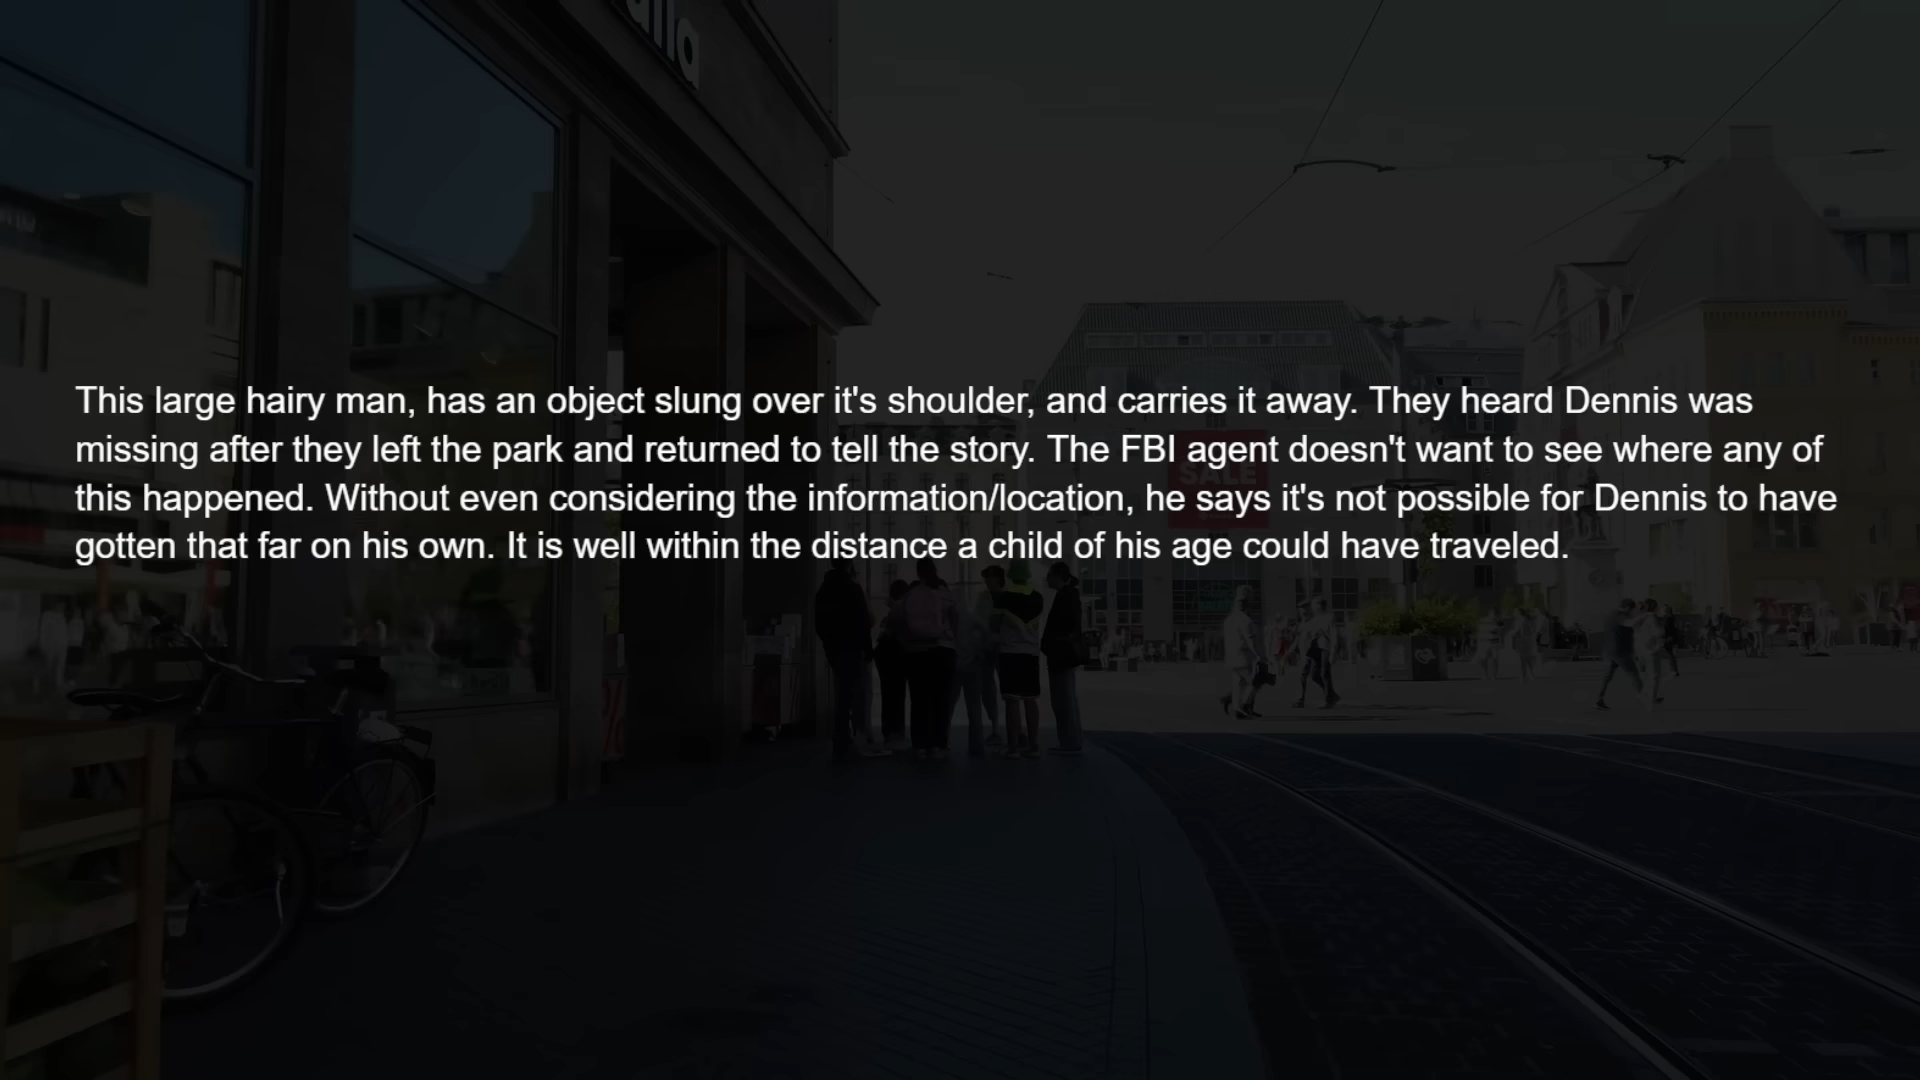 This large hairy man, has an object slung over it's shoulder, and carries it away. They heard Dennis was
missing after they left the park and returned to tell the story. The FBI agent doesn't want to see where any of
this happened. Without even considering the information/location, he says it's not possible for Dennis to have
gotten that far on his own. It is well within the distance a child of his age could have traveled.
SALE